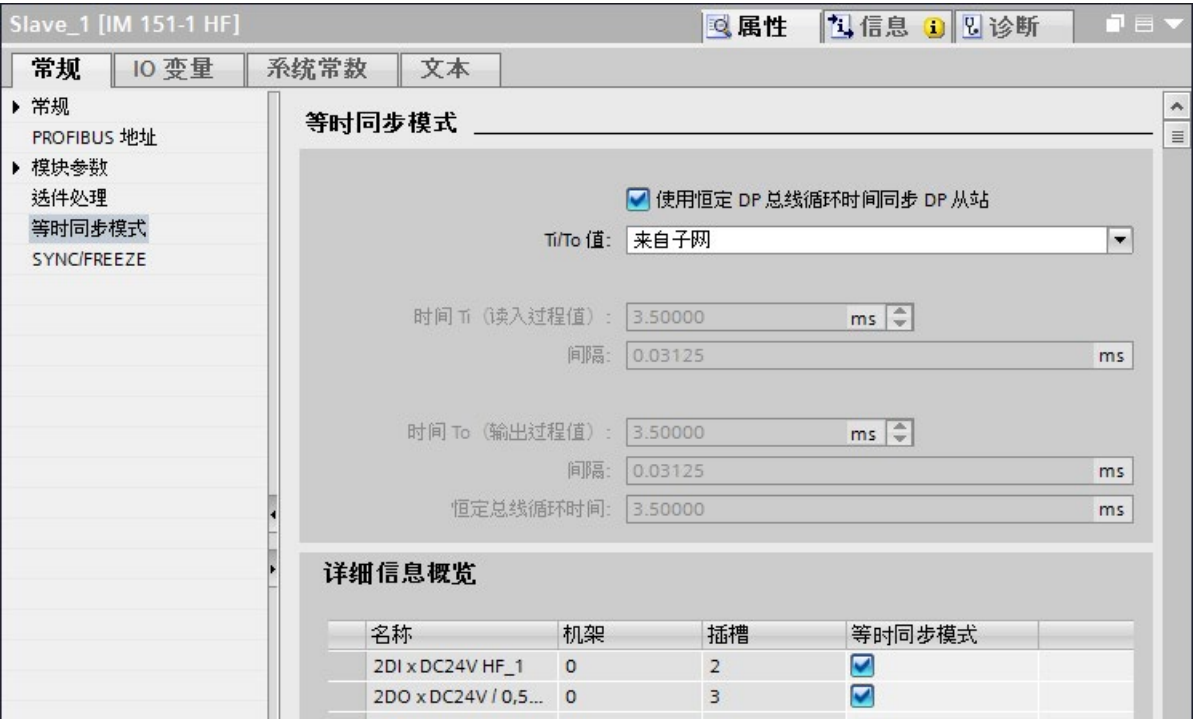 Slave_1 [IM 151-1 HF] 属性 信息 诊断
常规 IO 变量 系统常数 文本
常规
PROFIBUS 地址
模块参数
选件处理
等时同步模式
SYNC/FREEZE
等时同步模式
使用恒定 DP 总线循环时间同步 DP 从站
Ti/To 值: 来自子网
时间 Ti（读入过程值）: 3.50000 ms
间隔: 0.03125 ms
时间 To（输出过程值）: 3.50000 ms
间隔: 0.03125 ms
恒定总线循环时间: 3.50000 ms
详细信息概览
名称 机架 插槽 等时同步模式
2DI x DC24V HF_1 0 2
2DO x DC24V / 0,5... 0 3